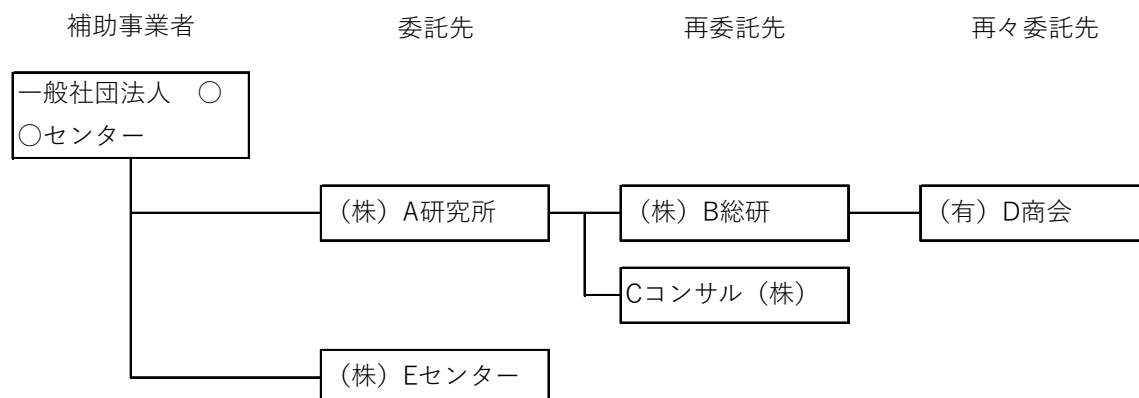 補助事業者
委託先
再委託先
再々委託先
一般社団法人　○
○センター
（株）A研究所
（株）B総研
（有）D商会
Cコンサル（株）
（株）Eセンター